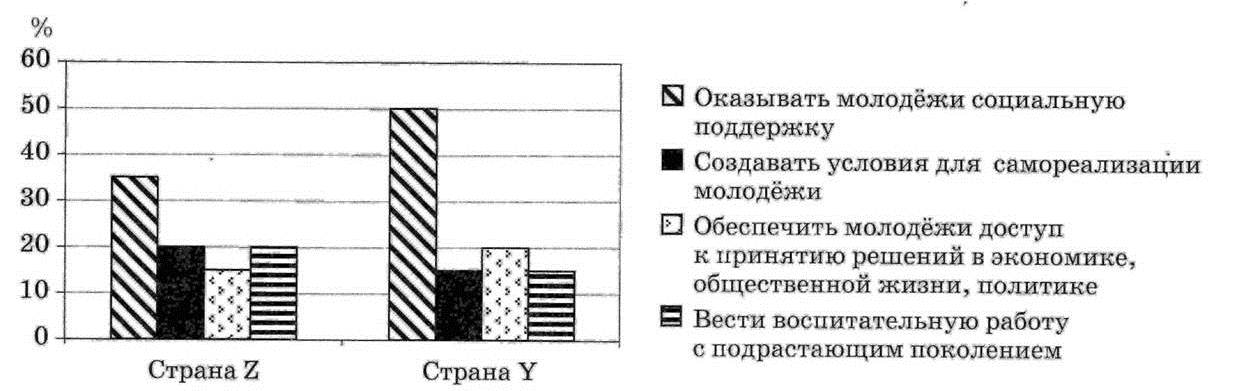 %
60
50
40
30
20
10
0
Страна Z
Страна Y
Оказывать молодёжи социальную
поддержку
Создавать условия для самореализации
молодёжи
Обеспечить молодёжи доступ
к принятию решений в экономике,
общественной жизни, политике
Вести воспитательную работу
с подрастающим поколением